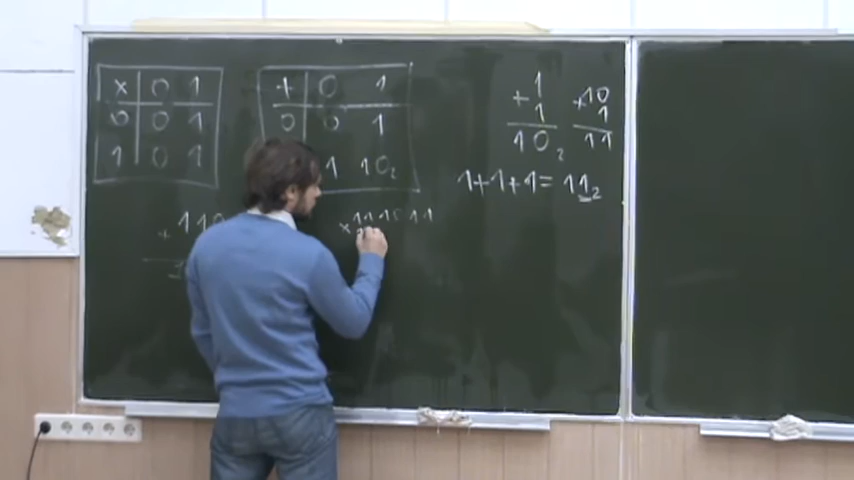 × 0 1
0 0 1
1 0 1
+ 0 1
0 0 1
1 10₂
+ 1
1
10₂
× 10
1
11
1+1+1=11₂
+ 110